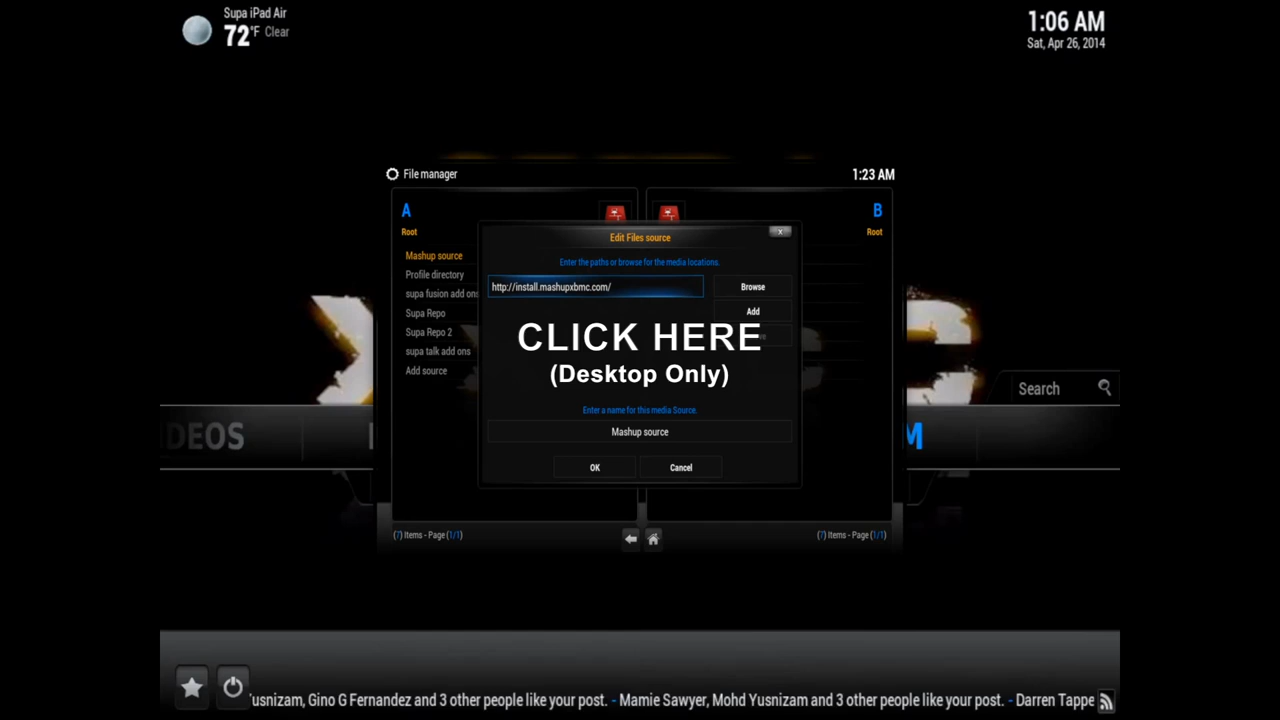 Supa iPad Air
72°F Clear
1:06 AM
Sat, Apr 26, 2014
File manager
1:23 AM
A
Root
B
Root
Mashup source
Profile directory
supa fusion add ons
Supa Repo
Supa Repo 2
supa talk add ons
Add source
Edit Files source
x
Enter the paths or browse for the media locations.
http://install.mashupxbmc.com/
Browse
Add
CLICK HERE
(Desktop Only)
Enter a name for this media Source.
Mashup source
OK
Cancel
(7) Items - Page (1/1)
(7) Items - Page (1/1)
Search
IDEOS
M
Yusnizam, Gino G Fernandez and 3 other people like your post. - Mamie Sawyer, Mohd Yusnizam and 3 other people like your post. - Darren Tappe